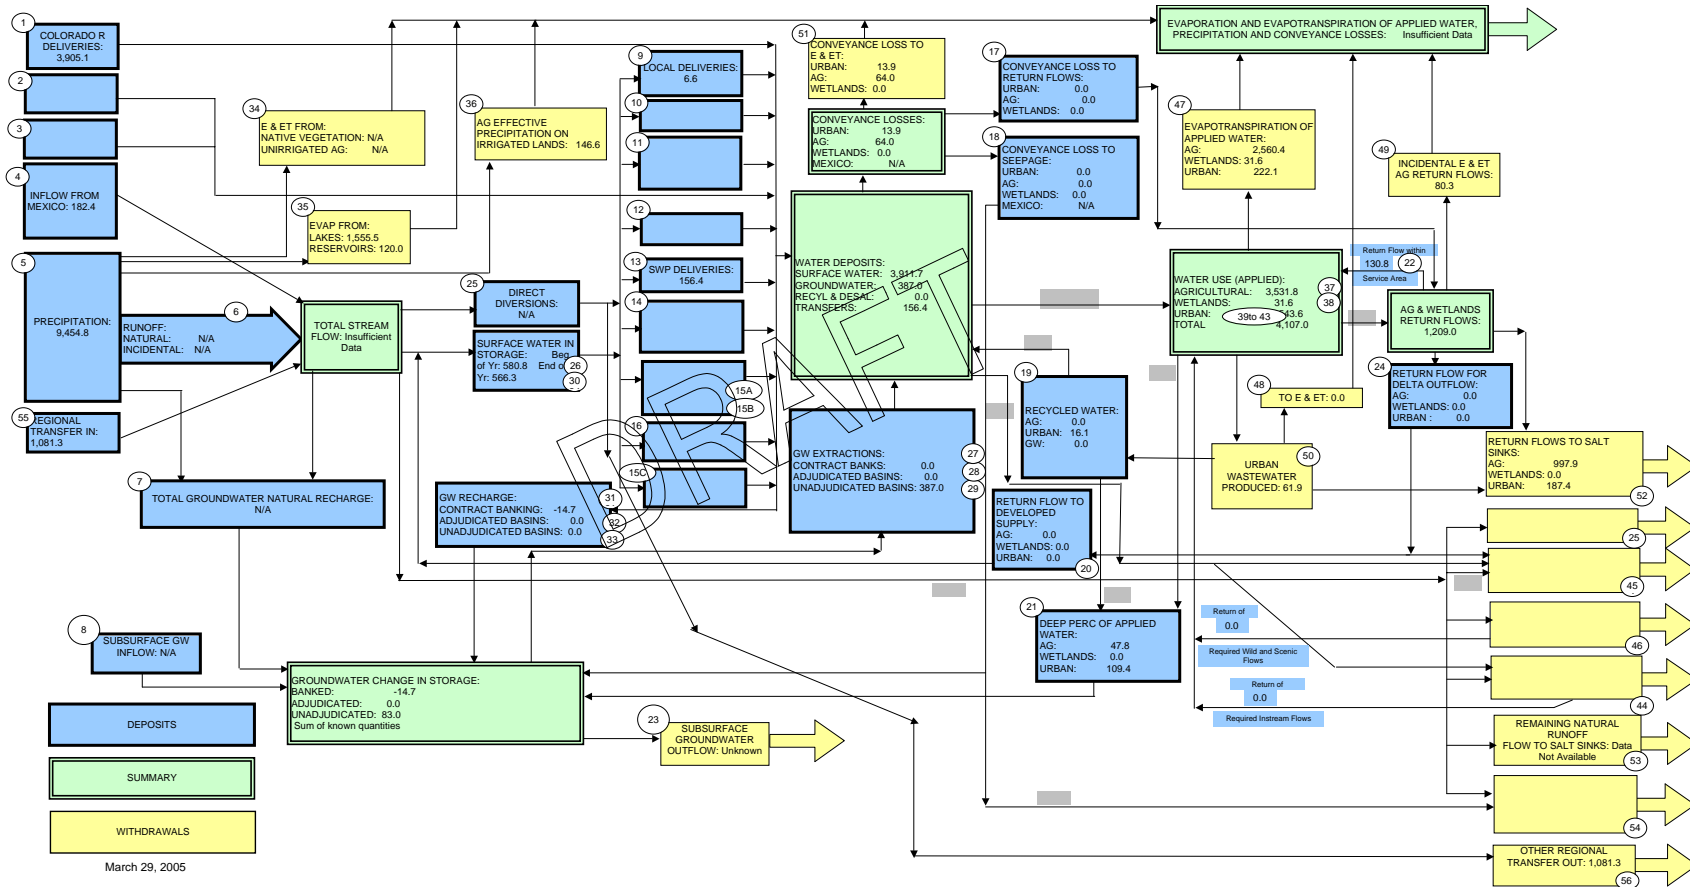 1
COLORADO R
DELIVERIES:
3,905.1
2
3
4
INFLOW FROM
MEXICO: 182.4
5
PRECIPITATION:
9,454.8
6
RUNOFF:
NATURAL: N/A
INCIDENTAL: N/A
55
REGIONAL
TRANSFER IN:
1,081.3
7
TOTAL GROUNDWATER NATURAL RECHARGE:
N/A
8
SUBSURFACE GW
INFLOW: N/A
DEPOSITS
SUMMARY
WITHDRAWALS
March 29, 2005
34
E & ET FROM:
NATIVE VEGETATION: N/A
UNIRRIGATED AG: N/A
35
EVAP FROM:
LAKES: 1,555.5
RESERVOIRS: 120.0
36
AG EFFECTIVE
PRECIPITATION ON
IRRIGATED LANDS: 146.6
TOTAL STREAM
FLOW: Insufficient
Data
25
DIRECT
DIVERSIONS:
N/A
SURFACE WATER IN
STORAGE: Beg
of Yr: 580.8 End o
Yr: 566.3
26
30
GW RECHARGE:
CONTRACT BANKING: -14.7
ADJUDICATED BASINS: 0.0
UNADJUDICATED BASINS: 0.0
31
32
33
GROUNDWATER CHANGE IN STORAGE:
BANKED: -14.7
ADJUDICATED: 0.0
UNADJUDICATED: 83.0
Sum of known quantities
23
SUBSURFACE
GROUNDWATER
OUTFLOW: Unknown
9
LOCAL DELIVERIES:
6.6
10
11
12
13
SWP DELIVERIES:
156.4
14
15A
15B
16
15C
DRAFT
51
CONVEYANCE LOSS TO
E & ET:
URBAN: 13.9
AG: 64.0
WETLANDS: 0.0
CONVEYANCE LOSSES:
URBAN: 13.9
AG: 64.0
WETLANDS: 0.0
MEXICO: N/A
WATER DEPOSITS:
SURFACE WATER: 3,911.7
GROUNDWATER: 387.0
RECYL & DESAL: 0.0
TRANSFERS: 156.4
GW EXTRACTIONS:
CONTRACT BANKS: 0.0
ADJUDICATED BASINS: 0.0
UNADJUDICATED BASINS: 387.0
27
28
29
17
CONVEYANCE LOSS TO
RETURN FLOWS:
URBAN: 0.0
AG: 0.0
WETLANDS: 0.0
18
CONVEYANCE LOSS TO
SEEPAGE:
URBAN: 0.0
AG: 0.0
WETLANDS: 0.0
MEXICO: N/A
19
RECYCLED WATER:
AG: 0.0
URBAN: 16.1
GW: 0.0
RETURN FLOW TO
DEVELOPED
SUPPLY:
AG: 0.0
WETLANDS: 0.0
URBAN: 0.0
20
21
DEEP PERC OF APPLIED
WATER:
AG: 47.8
WETLANDS: 0.0
URBAN: 109.4
EVAPORATION AND EVAPOTRANSPIRATION OF APPLIED WATER,
PRECIPITATION AND CONVEYANCE LOSSES: Insufficient Data
47
EVAPOTRANSPIRATION OF
APPLIED WATER:
AG: 2,560.4
WETLANDS: 31.6
URBAN: 222.1
49
INCIDENTAL E & ET
AG RETURN FLOWS:
80.3
WATER USE (APPLIED):
AGRICULTURAL: 3,531.8
WETLANDS: 31.6
URBAN: 43.6
TOTAL 4,107.0
37
38
39to 43
Return Flow within
130.8
22
Service Area
AG & WETLANDS
RETURN FLOWS:
1,209.0
24
RETURN FLOW FOR
DELTA OUTFLOW:
AG: 0.0
WETLANDS: 0.0
URBAN : 0.0
48
TO E & ET: 0.0
50
URBAN
WASTEWATER
PRODUCED: 61.9
RETURN FLOWS TO SALT
SINKS:
AG: 997.9
WETLANDS: 0.0
URBAN: 187.4
52
25
45
46
Return of
0.0
Required Wild and Scenic
Flows
Return of
0.0
Required Instream Flows
44
REMAINING NATURAL
RUNOFF
FLOW TO SALT SINKS: Data
Not Available
53
54
OTHER REGIONAL
TRANSFER OUT: 1,081.3
56